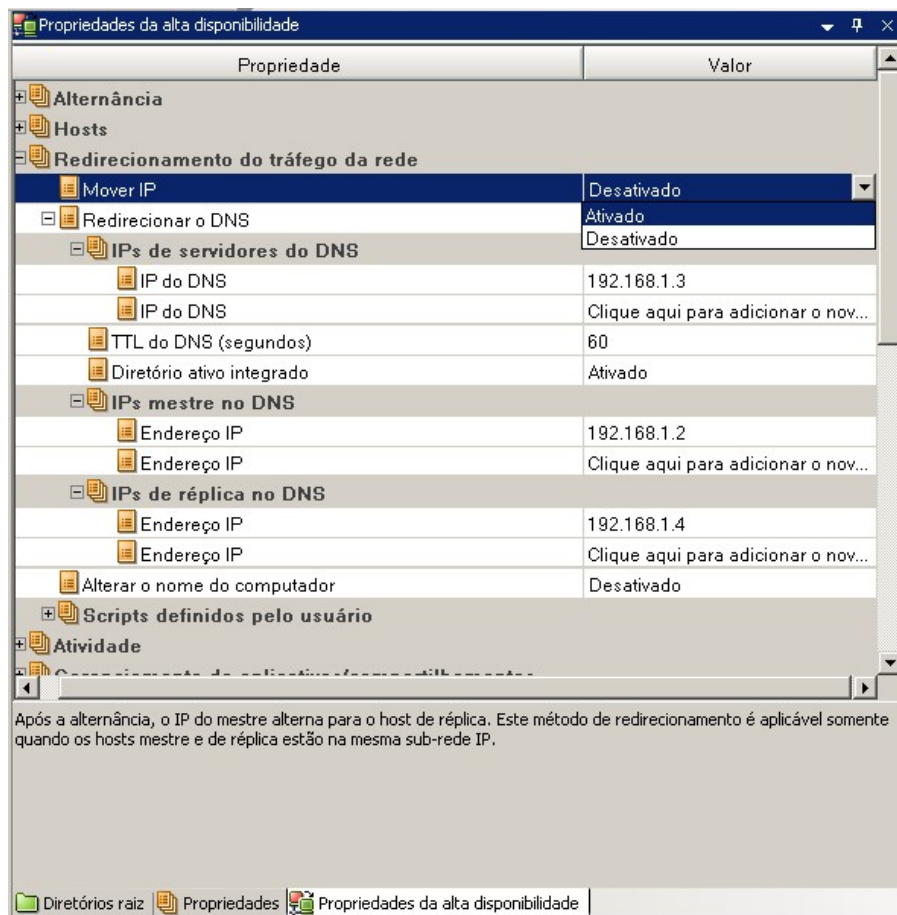 Propriedades da alta disponibilidade
Propriedade Valor
Alternância
Hosts
Redirecionamento do tráfego da rede
Mover IP Desativado
Ativado
Redirecionar o DNS
Desativado
IPs de servidores do DNS
IP do DNS 192.168.1.3
IP do DNS Clique aqui para adicionar o nov...
TTL do DNS (segundos) 60
Diretório ativo integrado Ativado
IPs mestre no DNS
Endereço IP 192.168.1.2
Endereço IP Clique aqui para adicionar o nov...
IPs de réplica no DNS
Endereço IP 192.168.1.4
Endereço IP Clique aqui para adicionar o nov...
Alterar o nome do computador Desativado
Scripts definidos pelo usuário
Atividade
Após a alternância, o IP do mestre alterna para o host de réplica. Este método de redirecionamento é aplicável somente
quando os hosts mestre e de réplica estão na mesma sub-rede IP.
Diretórios raiz Propriedades Propriedades da alta disponibilidade